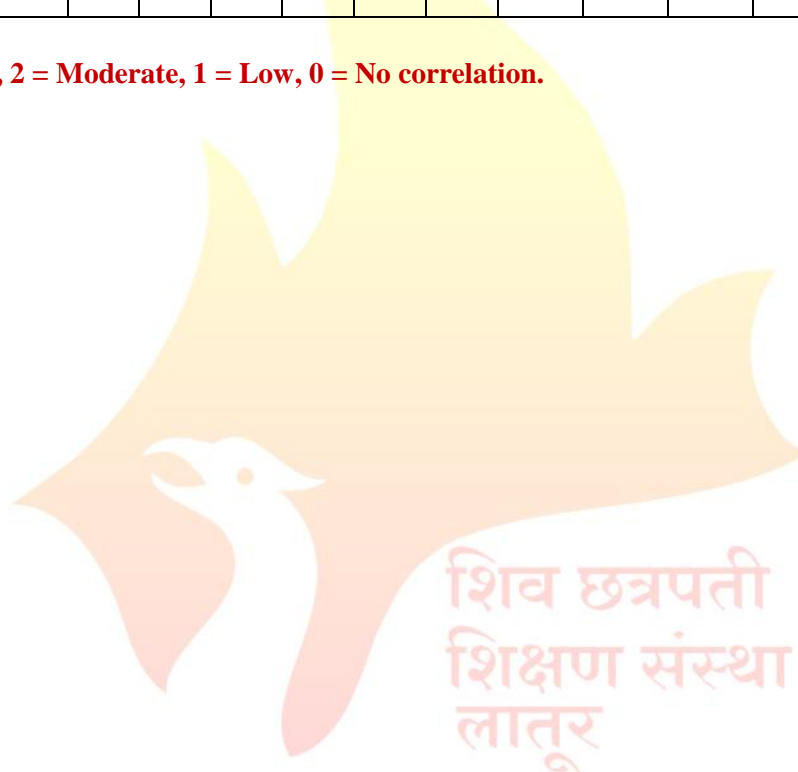 , 2 = Moderate, 1 = Low, 0 = No correlation.
शिव छत्रपती
शिक्षण संस्था
लातूर